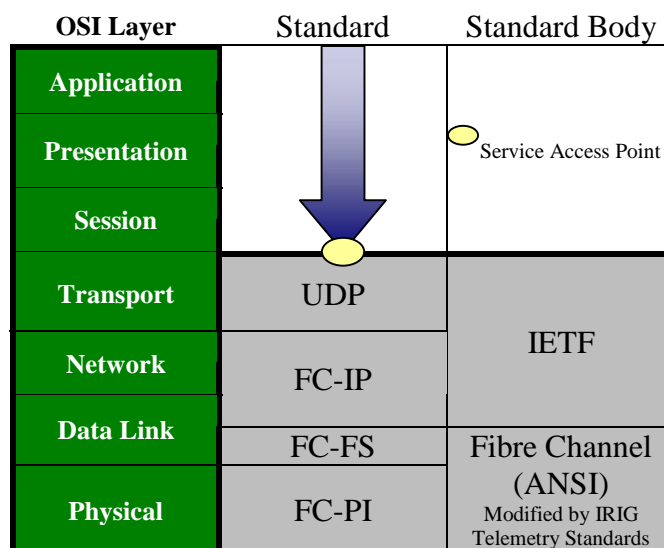 OSI Layer Standard Standard Body
Application
Presentation
Service Access Point
Session
Transport
UDP
IETF
Network
FC-IP
Data Link
FC-FS
Fibre Channel
(ANSI)
Physical
FC-PI
Modified by IRIG
Telemetry Standards